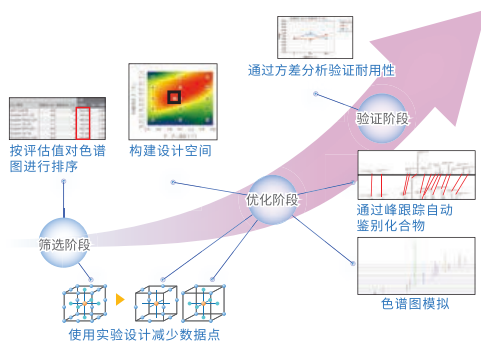 通过方差分析验证耐用性
验证阶段
按评估值对色谱
图进行排序
构建设计空间
优化阶段
通过峰跟踪自动
鉴别化合物
筛选阶段
色谱图模拟
使用实验设计减少数据点